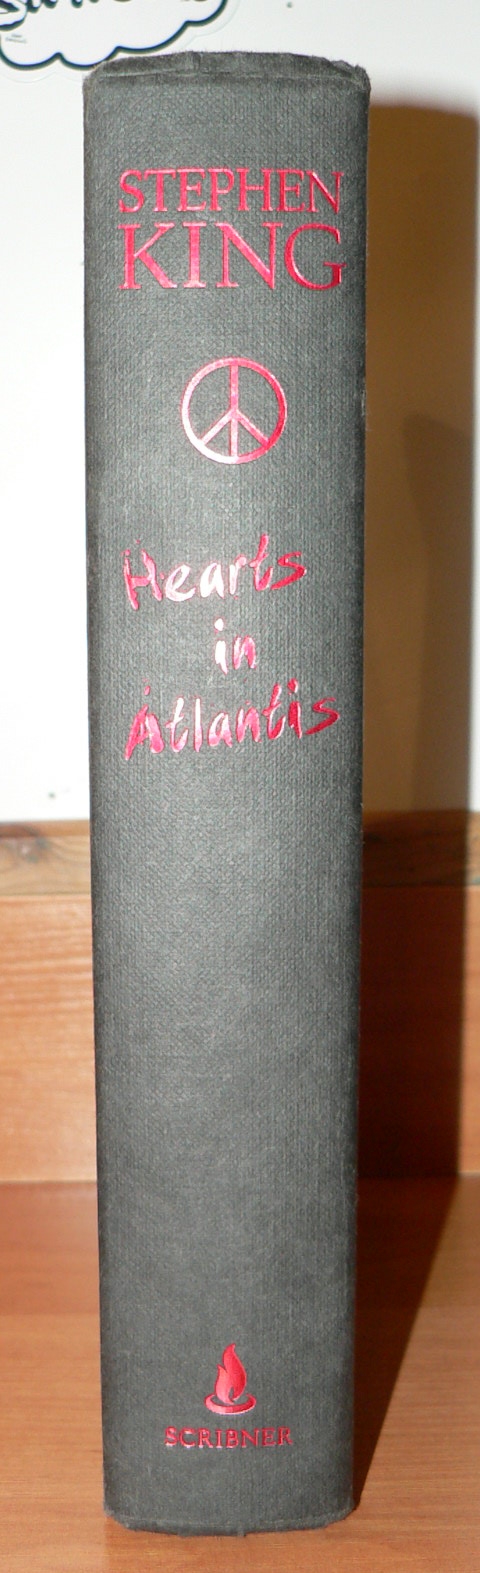 STEPHEN
KING
Hearts
in
Atlantis
SCRIBNER